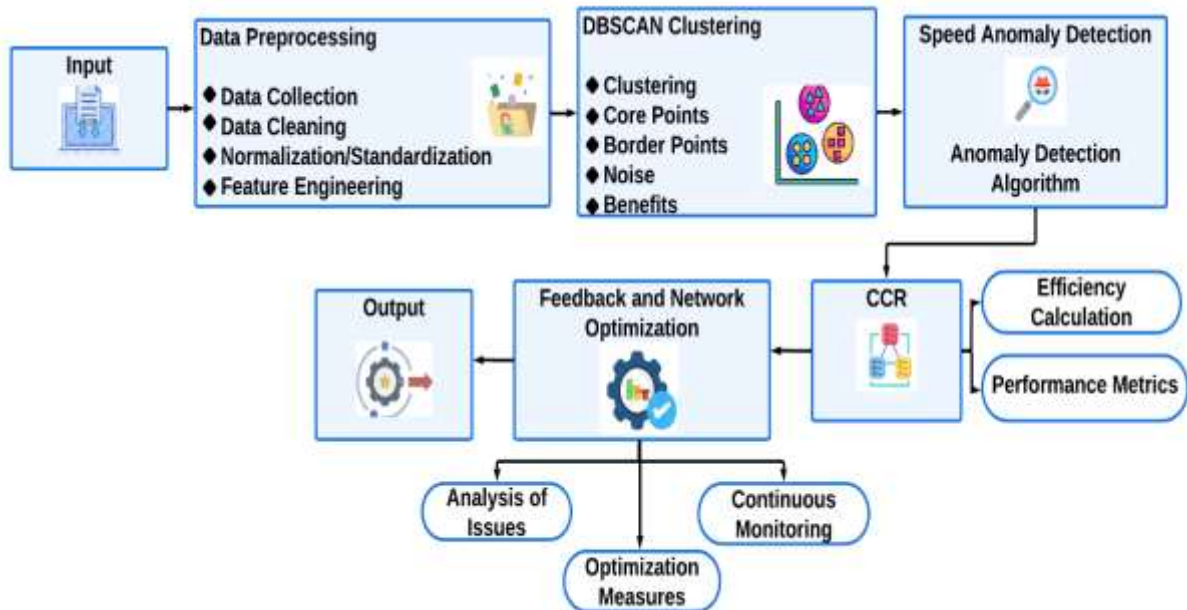 Input
Data Preprocessing
Data Collection
Data Cleaning
Normalization/Standardization
Feature Engineering
DBSCAN Clustering
Clustering
Core Points
Border Points
Noise
Benefits
Speed Anomaly Detection
Anomaly Detection
Algorithm
CCR
Efficiency
Calculation
Performance Metrics
Feedback and Network
Optimization
Output
Analysis of
Issues
Optimization
Measures
Continuous
Monitoring